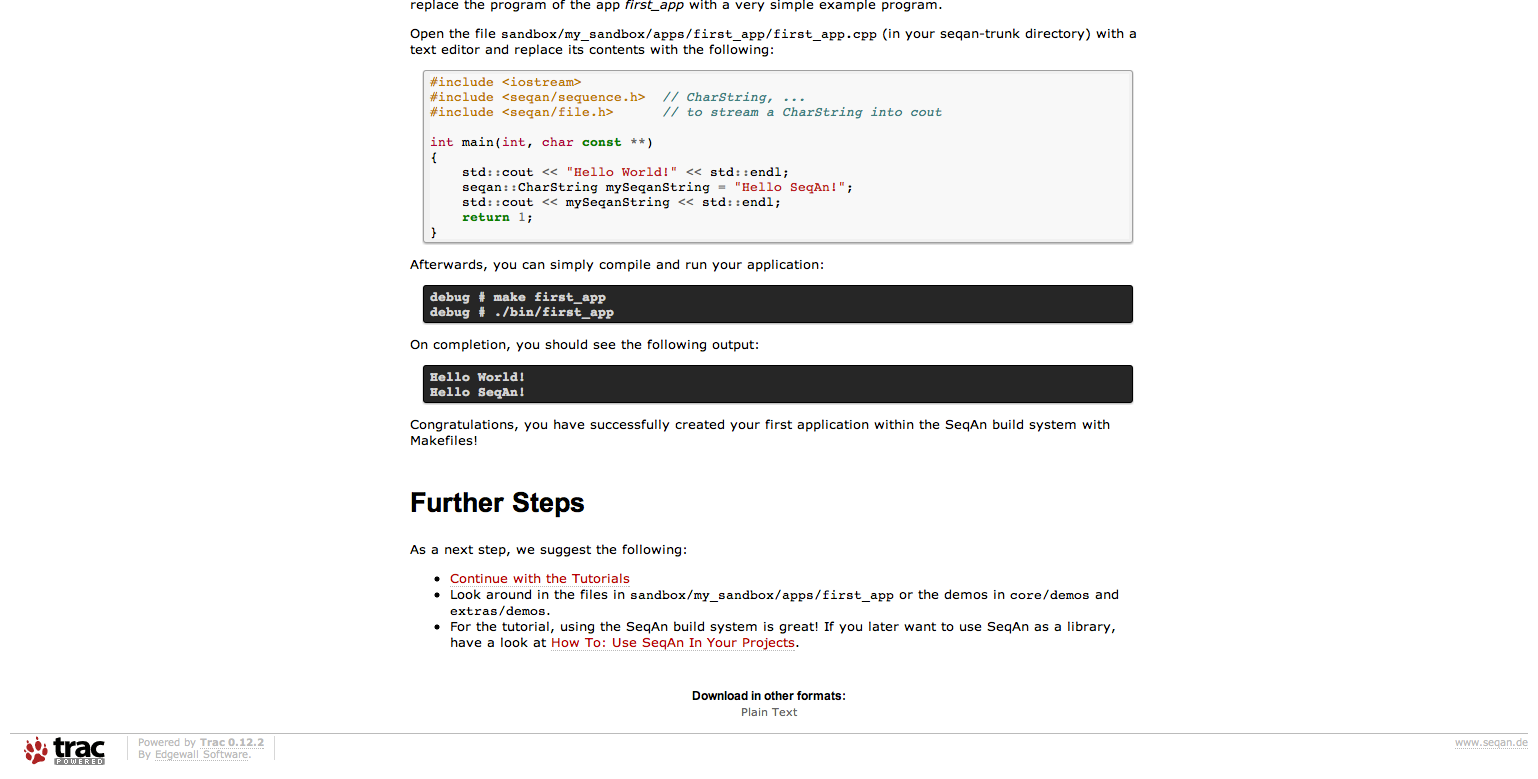 replace the program of the app first_app with a very simple example program.
Open the file sandbox/my_sandbox/apps/first_app/first_app.cpp (in your seqan-trunk directory) with a
text editor and replace its contents with the following:
#include <iostream>
#include <seqan/sequence.h>  // CharString, ...
#include <seqan/file.h>      // to stream a CharString into cout
int main(int, char const **)
{
    std::cout << "Hello World!" << std::endl;
    seqan::CharString mySeqanString = "Hello SeqAn!";
    std::cout << mySeqanString << std::endl;
    return 1;
}
Afterwards, you can simply compile and run your application:
debug # make first_app
debug # ./bin/first_app
On completion, you should see the following output:
Hello World!
Hello SeqAn!
Congratulations, you have successfully created your first application within the SeqAn build system with
Makefiles!
Further Steps
As a next step, we suggest the following:
• Continue with the Tutorials
• Look around in the files in sandbox/my_sandbox/apps/first_app or the demos in core/demos and
extras/demos.
• For the tutorial, using the SeqAn build system is great! If you later want to use SeqAn as a library,
have a look at How To: Use SeqAn In Your Projects.
Download in other formats:
Plain Text
trac
POWERED
Powered by Trac 0.12.2
By Edgewall Software.
www.seqan.de